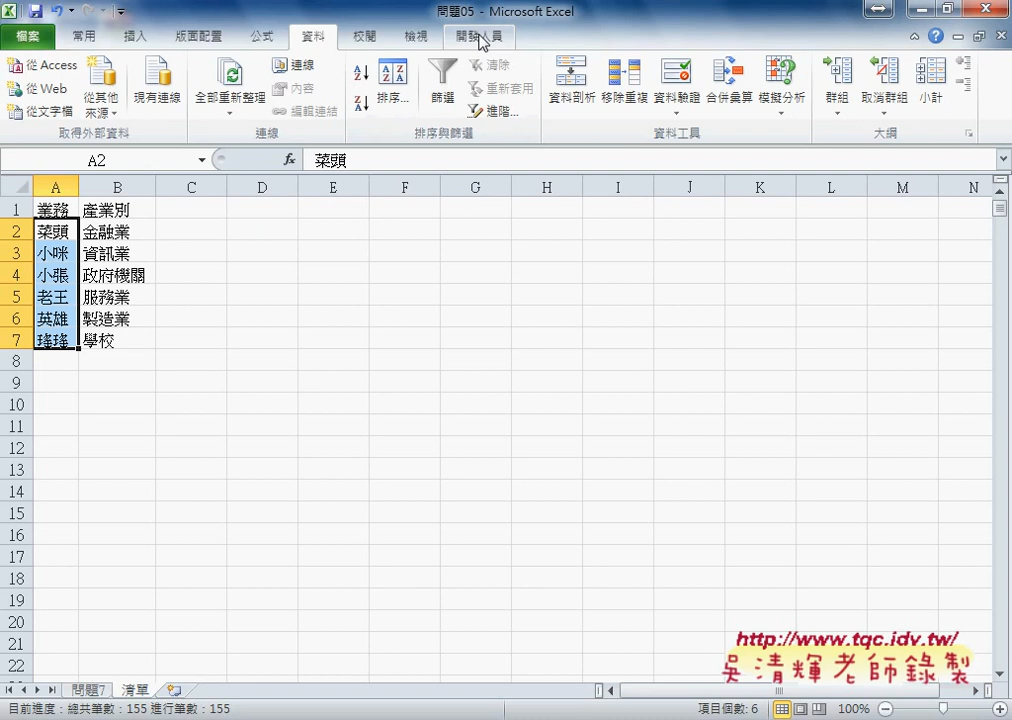 問題05 - Microsoft Excel
檔案 常用 插入 版面配置 公式 資料 校閱 檢視 開發人員
從 Access
從 Web
從文字檔
從其他來源
現有連線
取得外部資料
全部重新整理
連線
內容
編輯連結
連線
排序...
篩選
清除
重新套用
進階...
排序與篩選
資料剖析 移除重複 資料驗證 合併彙算 模擬分析
資料工具
群組 取消群組 小計
大綱
A2 fx 菜頭
A B C D E F G H I J K L M N
1 業務 產業別
2 菜頭 金融業
3 小咪 資訊業
4 小張 政府機關
5 老王 服務業
6 英雄 製造業
7 瑤瑤 學校
8
9
10
11
12
13
14
15
16
17
18
19
20
21
22
http://www.tqc.idv.tw/
吳清輝老師錄製
問題7 清單
目前進度：總共筆數：155 進行筆數：155 項目個數: 6 100%